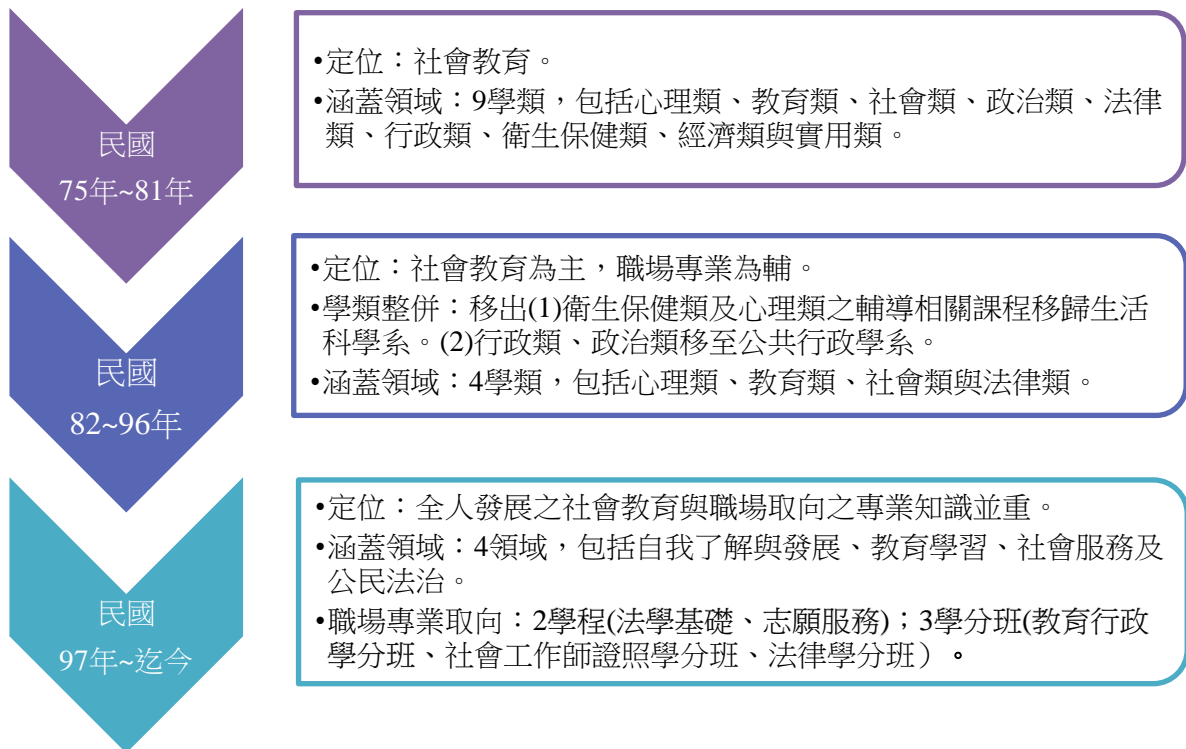 民國
75年~81年
•定位：社會教育。
•涵蓋領域：9學類，包括心理類、教育類、社會類、政治類、法律
類、行政類、衛生保健類、經濟類與實用類。
民國
82~96年
•定位：社會教育為主，職場專業為輔。
•學類整併：移出(1)衛生保健類及心理類之輔導相關課程移歸生活
科學系。(2)行政類、政治類移至公共行政學系。
•涵蓋領域：4學類，包括心理類、教育類、社會類與法律類。
民國
97年~迄今
•定位：全人發展之社會教育與職場取向之專業知識並重。
•涵蓋領域：4領域，包括自我了解與發展、教育學習、社會服務及
公民法治。
•職場專業取向：2學程(法學基礎、志願服務)；3學分班(教育行政
學分班、社會工作師證照學分班、法律學分班）。